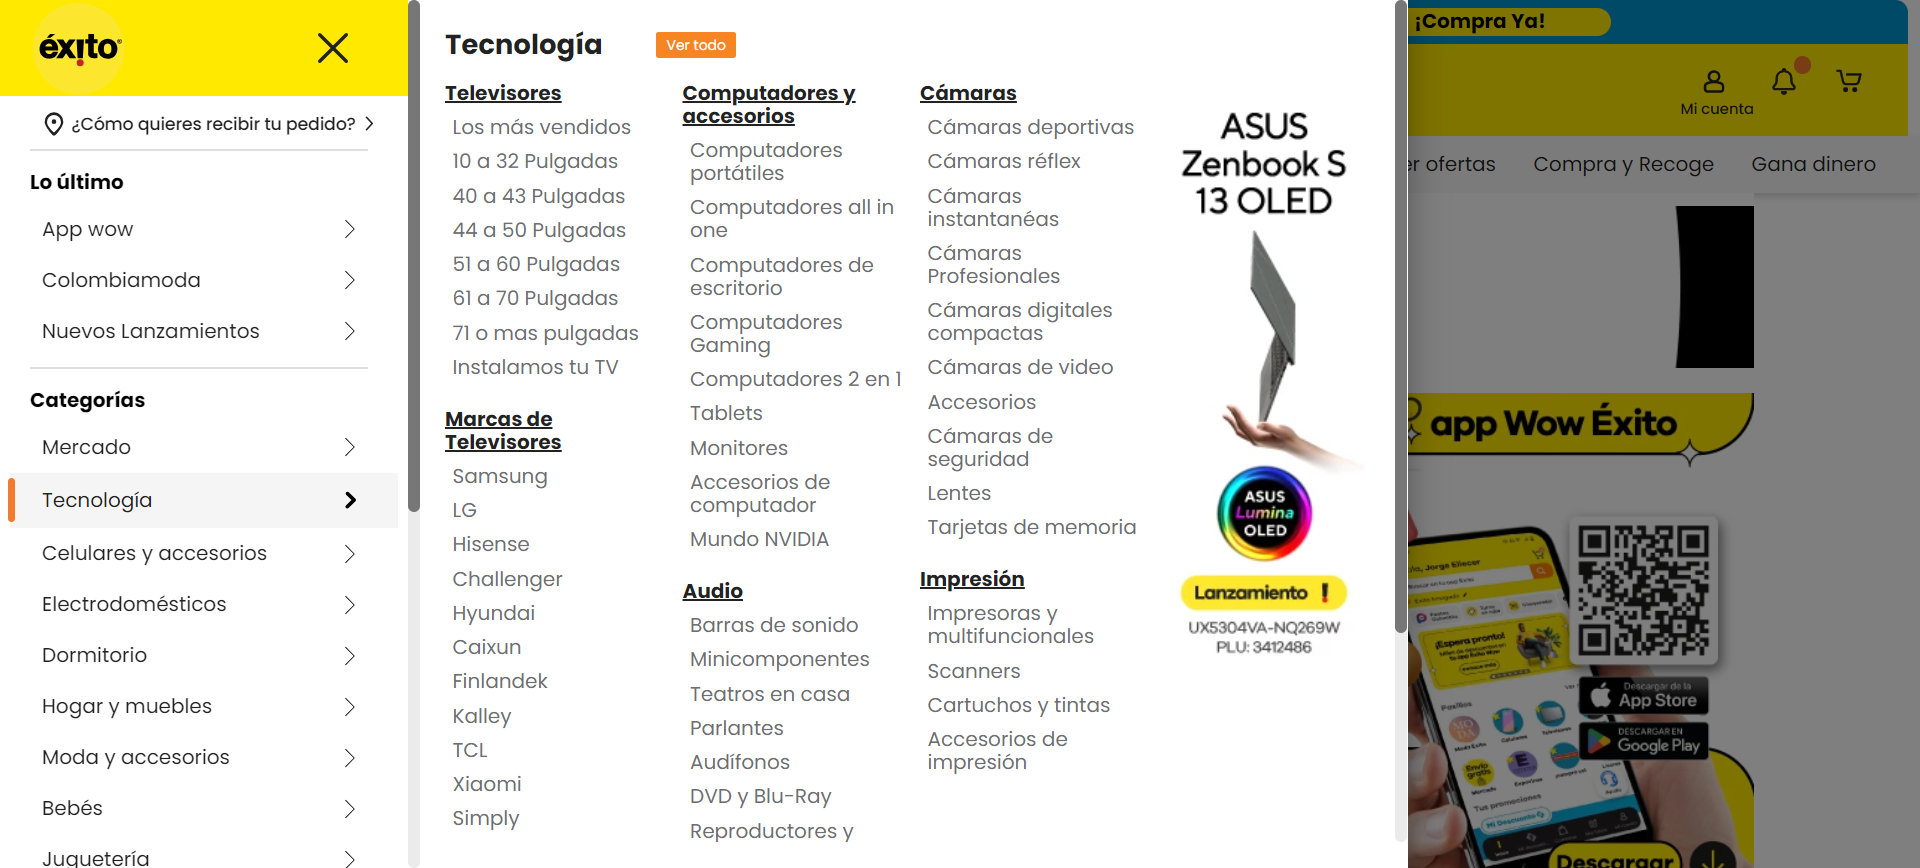 éxito
¿Cómo quieres recibir tu pedido?
Lo último
App wow
Colombiamoda
Nuevos Lanzamientos
Categorías
Mercado
Tecnología
Celulares y accesorios
Electrodomésticos
Dormitorio
Hogar y muebles
Moda y accesorios
Bebés
Juguetería
Tecnología
Ver todo
Televisores
Los más vendidos
10 a 32 Pulgadas
40 a 43 Pulgadas
44 a 50 Pulgadas
51 a 60 Pulgadas
61 a 70 Pulgadas
71 o mas pulgadas
Instalamos tu TV
Marcas de
Televisores
Samsung
LG
Hisense
Challenger
Hyundai
Caixun
Finlandek
Kalley
TCL
Xiaomi
Simply
Computadores y
accesorios
Computadores
portátiles
Computadores all in
one
Computadores de
escritorio
Computadores
Gaming
Computadores 2 en 1
Tablets
Monitores
Accesorios de
computador
Mundo NVIDIA
Audio
Barras de sonido
Minicomponentes
Teatros en casa
Parlantes
Audífonos
DVD y Blu-Ray
Reproductores y
Cámaras
Cámaras deportivas
Cámaras réflex
Cámaras
instantanéas
Cámaras
Profesionales
Cámaras digitales
compactas
Cámaras de video
Accesorios
Cámaras de
seguridad
Lentes
Tarjetas de memoria
Impresión
Impresoras y
multifuncionales
Scanners
Cartuchos y tintas
Accesorios de
impresión
ASUS
Zenbook S
13 OLED
ASUS
Lumina
OLED
Lanzamiento !
UX5304VA-NQ269W
PLU: 3412486
¡Compra Ya!
Mi cuenta
er ofertas
Compra y Recoge
Gana dinero
app Wow Éxito
, Jorge Eliecer
¡Espera pronto!
Pasillos
Tus promociones
Mi Descuento
Descargar de la
App Store
DESCARGAR EN
Google Play
Descargar